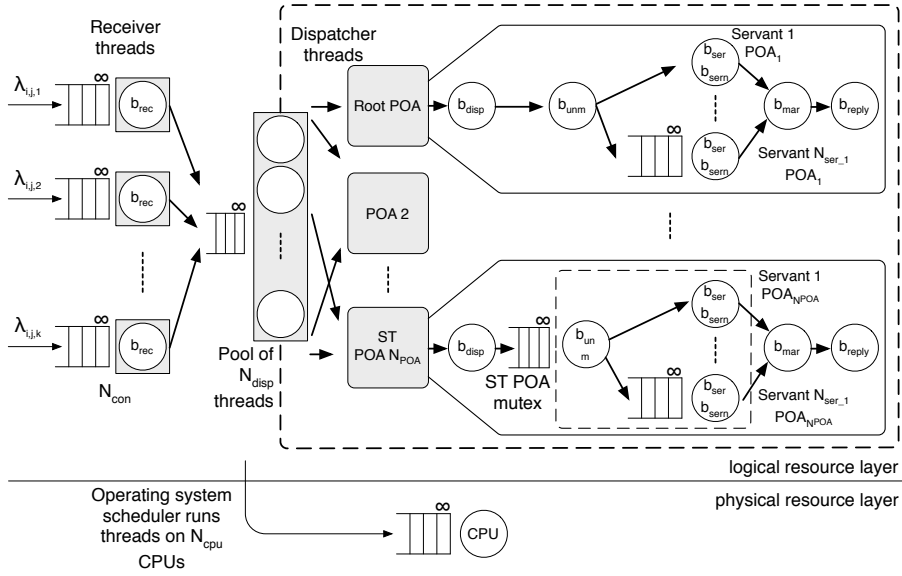 Receiver
threads
λi,j,1
∞
brec
λi,j,2
∞
brec
λi,j,k
∞
brec
Ncon
∞
Dispatcher
threads
Pool of
Ndisp
threads
Root POA
POA 2
ST
POA NPOA
bdisp
bunm
Servant 1
POA1
bser
bsern
∞
bser
bsern
Servant Nser_1
POA1
bmar
breply
bdisp
∞
ST POA
mutex
bun
m
Servant 1
POANPOA
bser
bsern
∞
bser
bsern
Servant Nser_1
POANPOA
bmar
breply
logical resource layer
physical resource layer
Operating system
scheduler runs
threads on Ncpu
CPUs
∞
CPU